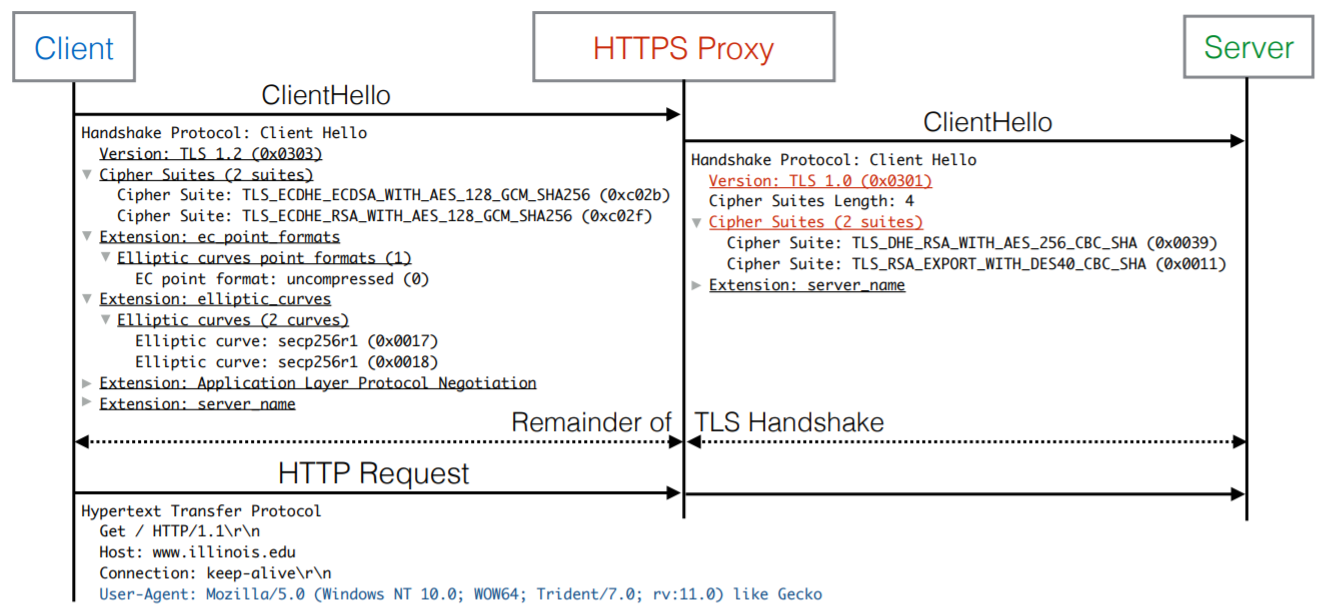 Client
HTTPS Proxy
Server
ClientHello
Handshake Protocol: Client Hello
Version: TLS 1.2 (0x0303)
Cipher Suites (2 suites)
Cipher Suite: TLS_ECDHE_ECDSA_WITH_AES_128_GCM_SHA256 (0xc02b)
Cipher Suite: TLS_ECDHE_RSA_WITH_AES_128_GCM_SHA256 (0xc02f)
Extension: ec_point_formats
Elliptic curves point formats (1)
EC point format: uncompressed (0)
Extension: elliptic_curves
Elliptic curves (2 curves)
Elliptic curve: secp256r1 (0x0017)
Elliptic curve: secp256r1 (0x0018)
Extension: Application Layer Protocol Negotiation
Extension: server_name
ClientHello
Handshake Protocol: Client Hello
Version: TLS 1.0 (0x0301)
Cipher Suites Length: 4
Cipher Suites (2 suites)
Cipher Suite: TLS_DHE_RSA_WITH_AES_256_CBC_SHA (0x0039)
Cipher Suite: TLS_RSA_EXPORT_WITH_DES40_CBC_SHA (0x0011)
Extension: server_name
Remainder of TLS Handshake
HTTP Request
Hypertext Transfer Protocol
Get / HTTP/1.1\r\n
Host: www.illinois.edu
Connection: keep-alive\r\n
User-Agent: Mozilla/5.0 (Windows NT 10.0; WOW64; Trident/7.0; rv:11.0) like Gecko